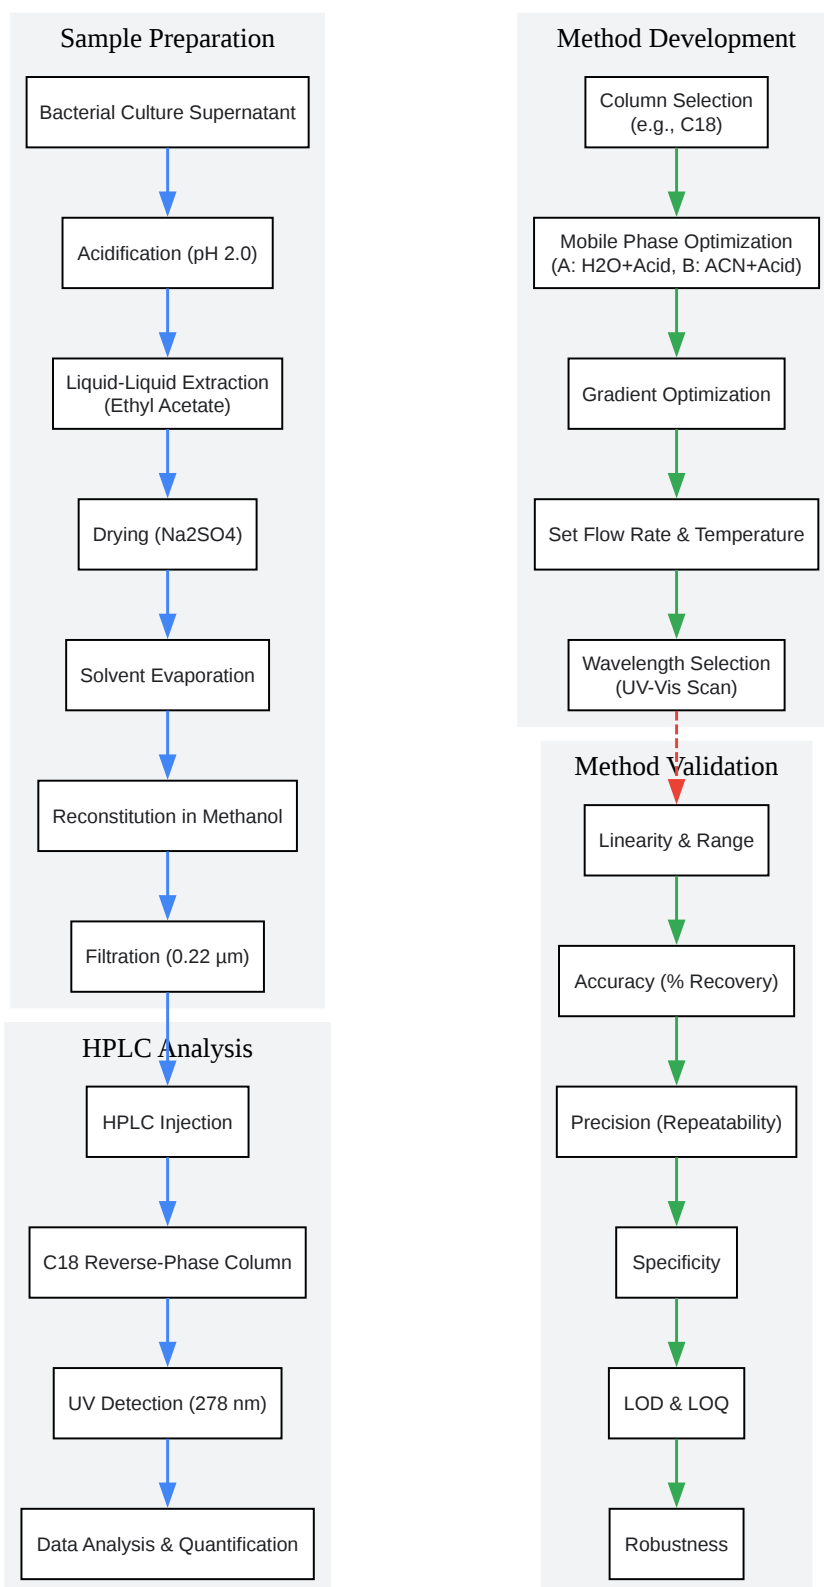 Sample Preparation
Bacterial Culture Supernatant
Acidification (pH 2.0)
Liquid-Liquid Extraction
(Ethyl Acetate)
Drying (Na2SO4)
Solvent Evaporation
Reconstitution in Methanol
Filtration (0.22 µm)
HPLC Analysis
HPLC Injection
C18 Reverse-Phase Column
UV Detection (278 nm)
Data Analysis & Quantification
Method Development
Column Selection
(e.g., C18)
Mobile Phase Optimization
(A: H2O+Acid, B: ACN+Acid)
Gradient Optimization
Set Flow Rate & Temperature
Wavelength Selection
(UV-Vis Scan)
Method Validation
Linearity & Range
Accuracy (% Recovery)
Precision (Repeatability)
Specificity
LOD & LOQ
Robustness